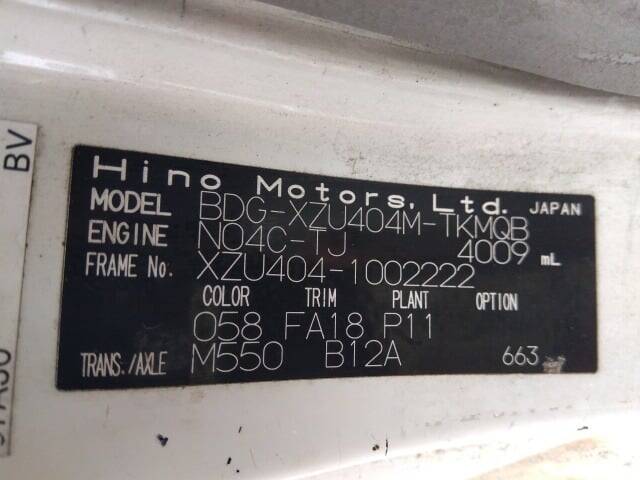 Hino Motors, Ltd. JAPAN
MODEL BDG-XZU404M-TKMQB
ENGINE N04C-TJ 4009 mL
FRAME No. XZU404-1002222
COLOR TRIM PLANT OPTION
058 FA18 P11
TRANS./AXLE M550 B12A 663
BV